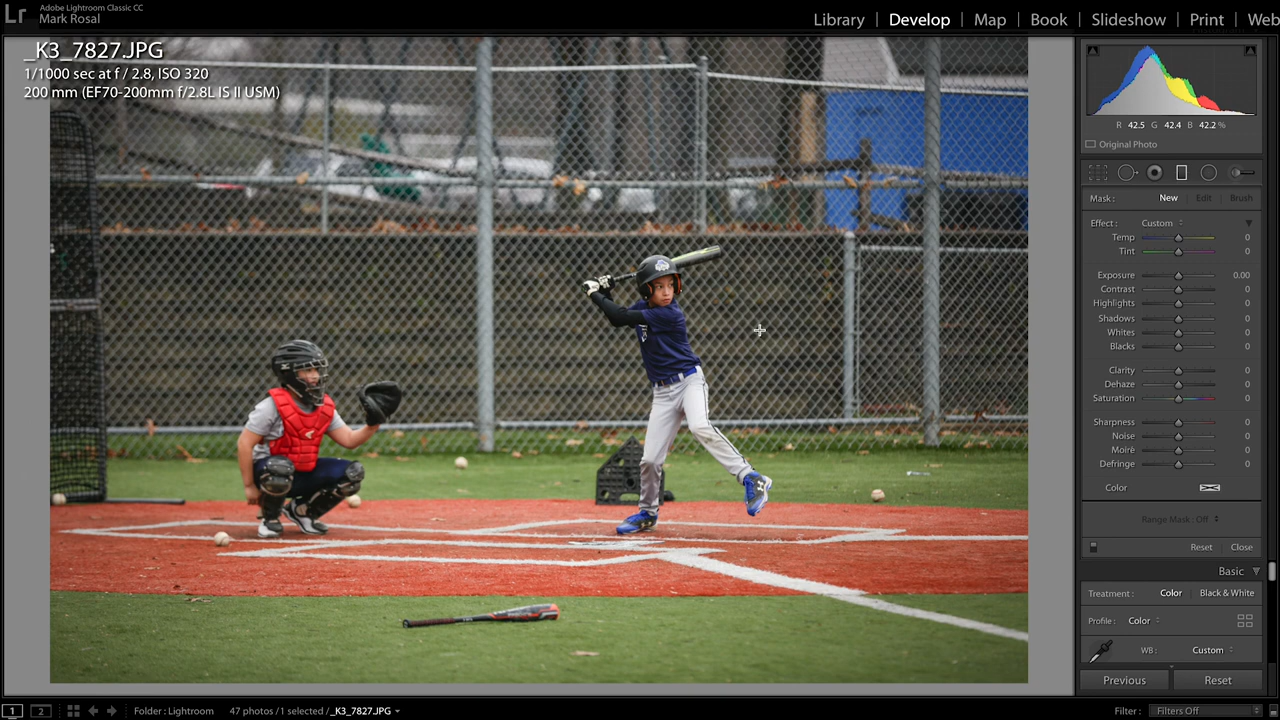 Lr Adobe Lightroom Classic CC
Mark Rosal
Library | Develop | Map | Book | Slideshow | Print | Web
_K3_7827.JPG
1/1000 sec at f / 2.8, ISO 320
200 mm (EF70-200mm f/2.8L IS II USM)
R 42.5 G 42.4 B 42.2 %
Original Photo
Mask : New Edit Brush
Effect : Custom
Temp 0
Tint 0
Exposure 0.00
Contrast 0
Highlights 0
Shadows 0
Whites 0
Blacks 0
Clarity 0
Dehaze 0
Saturation 0
Sharpness 0
Noise 0
Moiré 0
Defringe 0
Color
Range Mask : Off
Reset Close
Basic
Treatment : Color Black & White
Profile : Color
WB : Custom
Previous Reset
1 2 Folder : Lightroom 47 photos / 1 selected / _K3_7827.JPG Filter : Filters Off